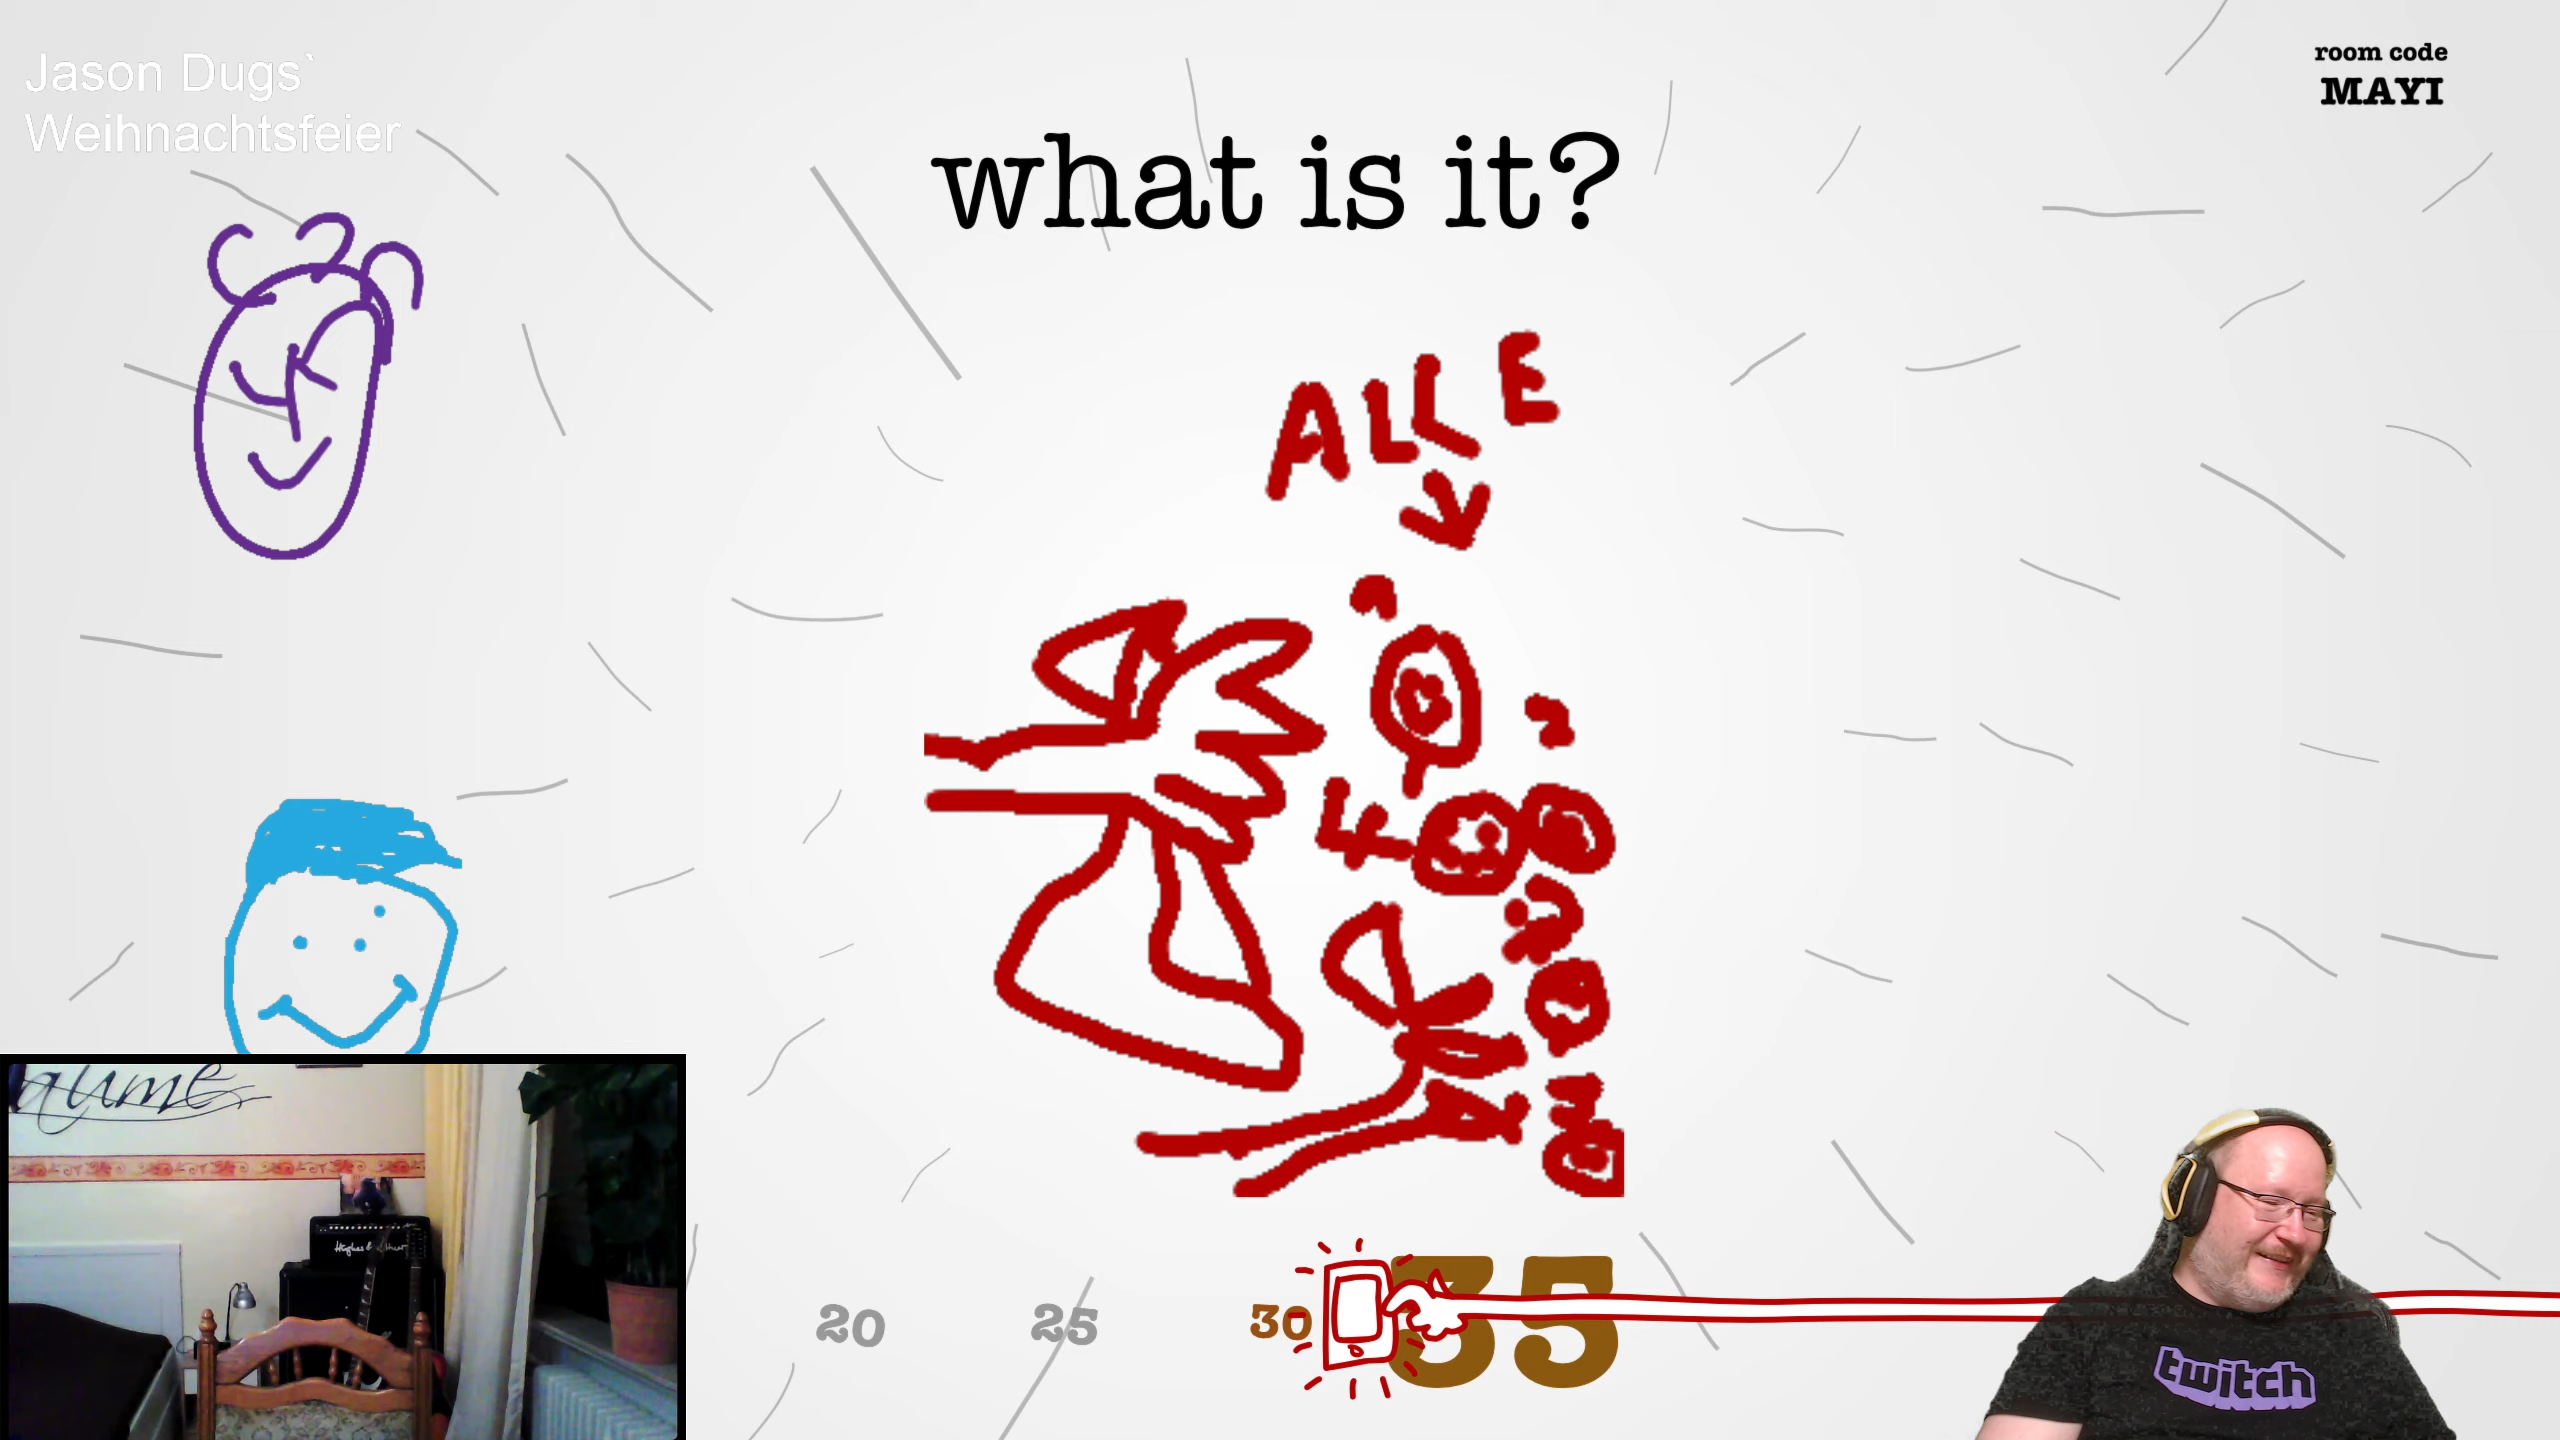 Jason Dugs`
Weihnachtsfeier
room code
MAYI
what is it?
ALLE
20
25
30
35
twitch